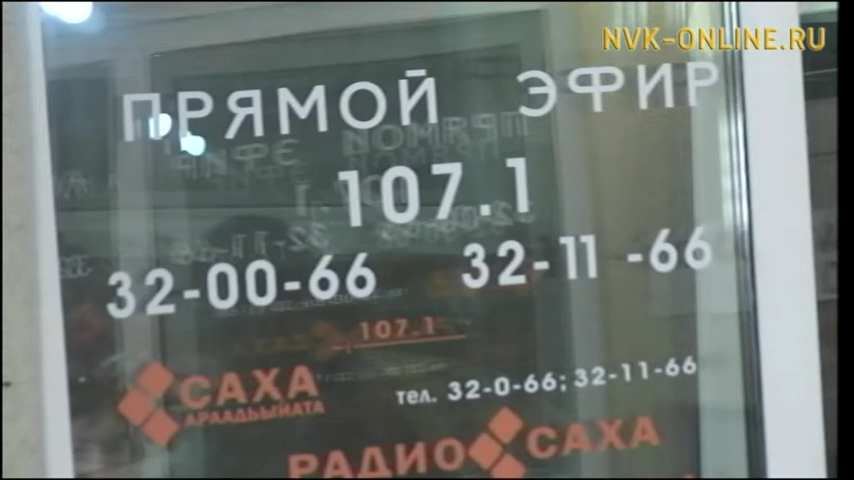 NVK-ONLINE.RU
ПРЯМОЙ ЭФИР
107.1
32-00-66 32-11-66
107.1
САХА
АРААДЬЫЙАТА
тел. 32-0-66; 32-11-66
РАДИО САХА